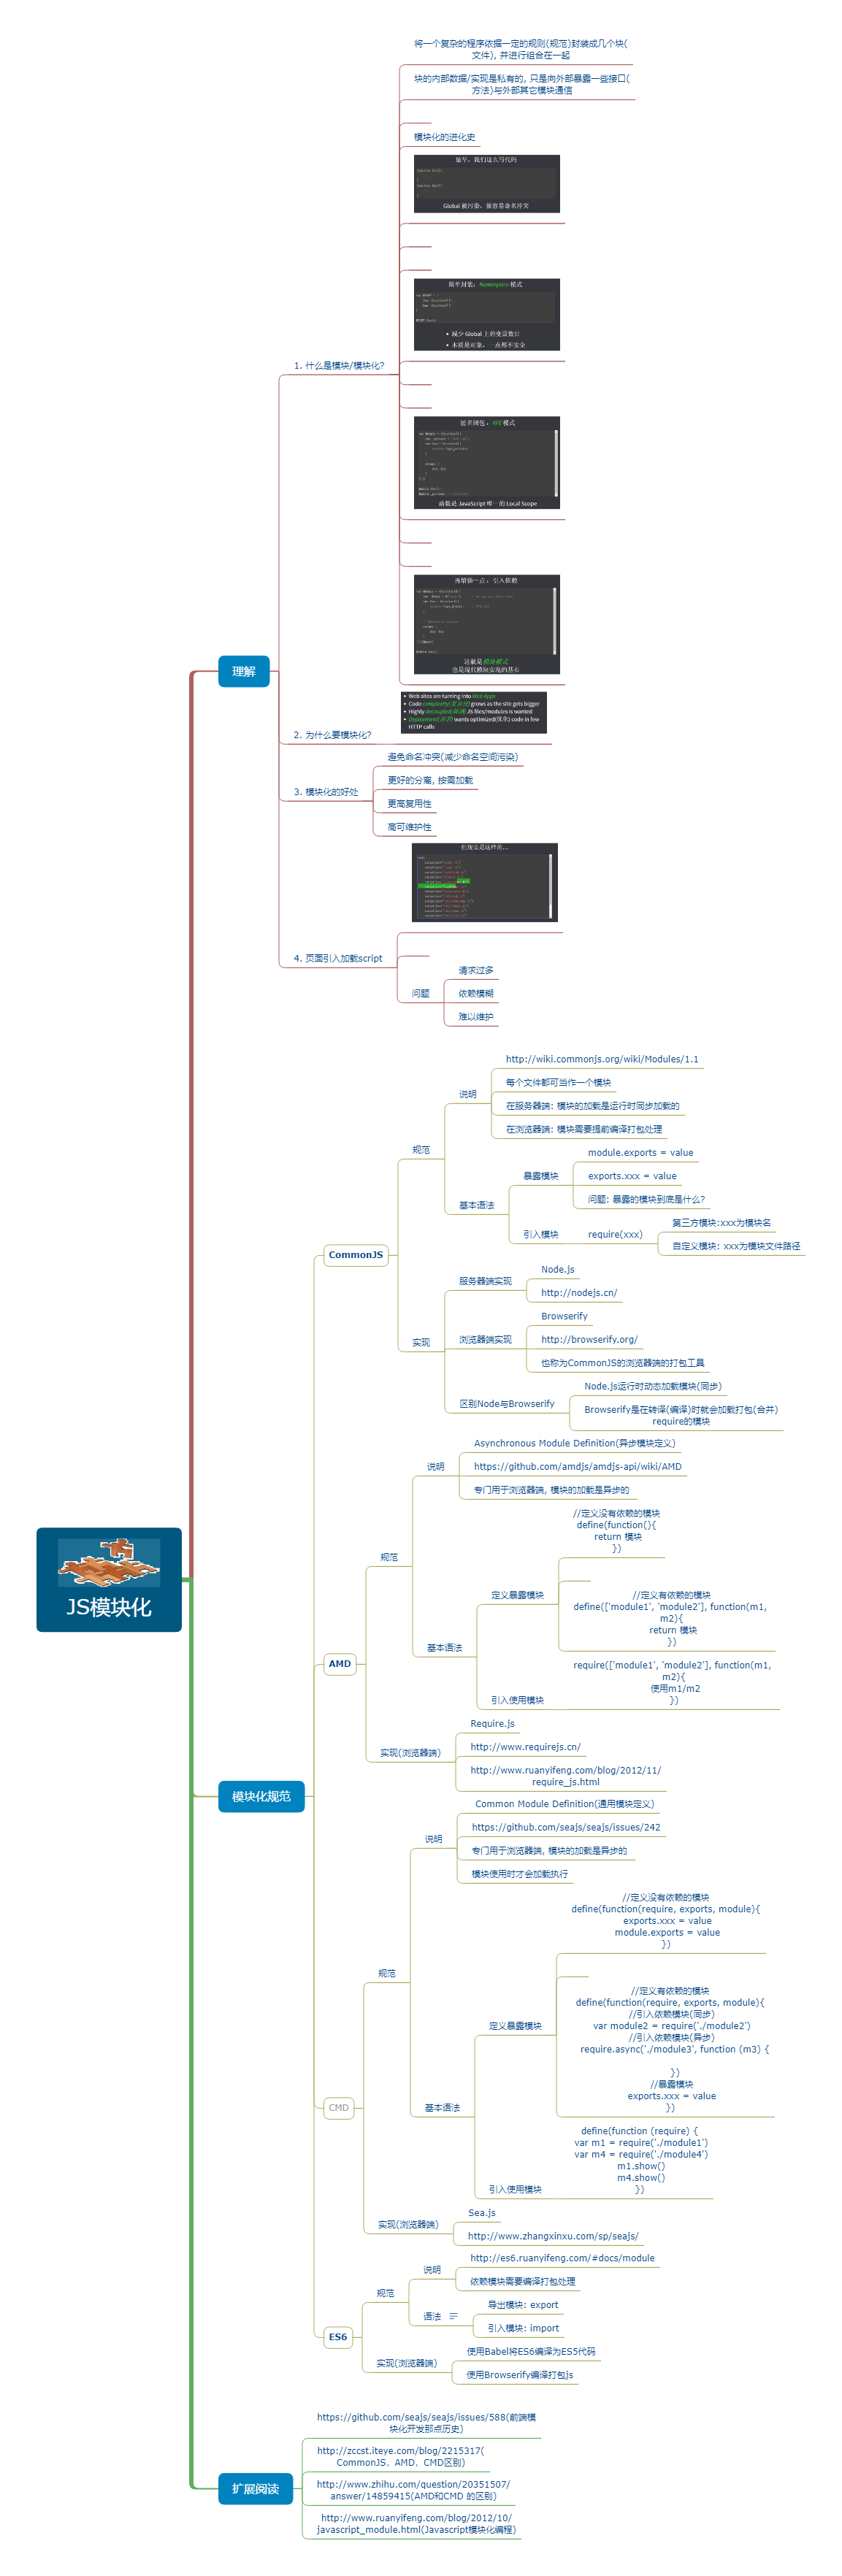 JS模块化
理解
1. 什么是模块/模块化?
将一个复杂的程序依据一定的规则(规范)封装成几个块(
文件), 并进行组合在一起
块的内部数据/实现是私有的, 只是向外部暴露一些接口(
方法)与外部其它模块通信
模块化的进化史
最早，我们这么写代码
Global 被污染，很容易命名冲突
简单封装：Namespace 模式
减少 Global 上的变量数目
本质是对象，一点都不安全
匿名闭包：IIFE 模式
函数是 JavaScript 唯一的 Local Scope
再增强一点：引入依赖
这就是模块模式
也是现代模块实现的基石
2. 为什么要模块化?
Web sites are turning into Web Apps
Code complexity(复杂度) grows as the site gets bigger
Highly decoupled(解耦) JS files/modules is wanted
Deployment(部署) wants optimized(优化) code in few
HTTP calls
3. 模块化的好处
避免命名冲突(减少命名空间污染)
更好的分离, 按需加载
更高复用性
高可维护性
4. 页面引入加载script
但现实是这样的...
问题
请求过多
依赖模糊
难以维护
模块化规范
CommonJS
规范
说明
http://wiki.commonjs.org/wiki/Modules/1.1
每个文件都可当作一个模块
在服务器端: 模块的加载是运行时同步加载的
在浏览器端: 模块需要提前编译打包处理
基本语法
暴露模块
module.exports = value
exports.xxx = value
问题: 暴露的模块到底是什么?
引入模块
require(xxx)
第三方模块:xxx为模块名
自定义模块: xxx为模块文件路径
实现
服务器端实现
Node.js
http://nodejs.cn/
浏览器端实现
Browserify
http://browserify.org/
也称为CommonJS的浏览器端的打包工具
区别Node与Browserify
Node.js运行时动态加载模块(同步)
Browserify是在转译(编译)时就会加载打包(合并)
require的模块
AMD
规范
说明
Asynchronous Module Definition(异步模块定义)
https://github.com/amdjs/amdjs-api/wiki/AMD
专门用于浏览器端, 模块的加载是异步的
基本语法
定义暴露模块
//定义没有依赖的模块
define(function(){
return 模块
})
//定义有依赖的模块
define(['module1', 'module2'], function(m1,
m2){
return 模块
})
引入使用模块
require(['module1', 'module2'], function(m1,
m2){
使用m1/m2
})
实现(浏览器端)
Require.js
http://www.requirejs.cn/
http://www.ruanyifeng.com/blog/2012/11/
require_js.html
CMD
规范
说明
Common Module Definition(通用模块定义)
https://github.com/seajs/seajs/issues/242
专门用于浏览器端, 模块的加载是异步的
模块使用时才会加载执行
基本语法
定义暴露模块
//定义没有依赖的模块
define(function(require, exports, module){
exports.xxx = value
module.exports = value
})
//定义有依赖的模块
define(function(require, exports, module){
//引入依赖模块(同步)
var module2 = require('./module2')
//引入依赖模块(异步)
require.async('./module3', function (m3) {
})
//暴露模块
exports.xxx = value
})
引入使用模块
define(function (require) {
var m1 = require('./module1')
var m4 = require('./module4')
m1.show()
m4.show()
})
实现(浏览器端)
Sea.js
http://www.zhangxinxu.com/sp/seajs/
ES6
规范
说明
http://es6.ruanyifeng.com/#docs/module
依赖模块需要编译打包处理
语法
导出模块: export
引入模块: import
实现(浏览器端)
使用Babel将ES6编译为ES5代码
使用Browserify编译打包js
扩展阅读
https://github.com/seajs/seajs/issues/588(前端模
块化开发那点历史)
http://zccst.iteye.com/blog/2215317(
CommonJS，AMD，CMD区别)
http://www.zhihu.com/question/20351507/
answer/14859415(AMD和CMD 的区别)
http://www.ruanyifeng.com/blog/2012/10/
javascript_module.html(Javascript模块化编程)